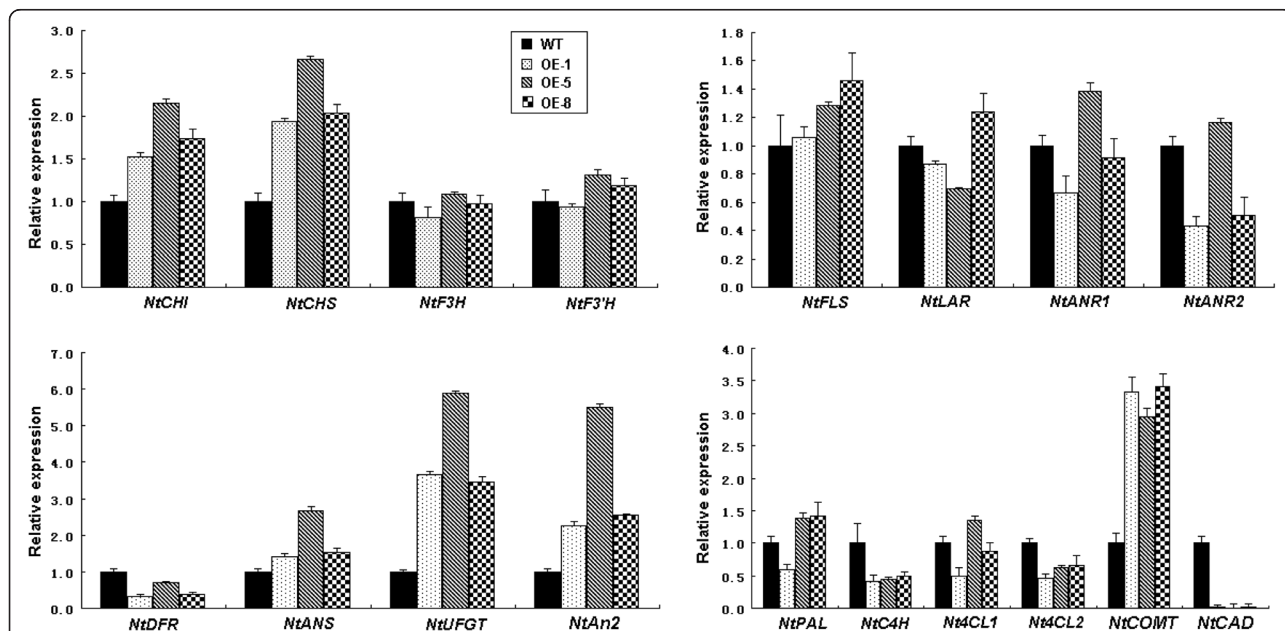 Relative expression
3.0
2.5
2.0
1.5
1.0
0.5
0.0
NtCHI NtCHS NtF3H NtF3'H
WT
OE-1
OE-5
OE-8
Relative expression
1.8
1.6
1.4
1.2
1.0
0.8
0.6
0.4
0.2
0.0
NtFLS NtLAR NtANR1 NtANR2
Relative expression
7.0
6.0
5.0
4.0
3.0
2.0
1.0
0.0
NtDFR NtANS NtUFGT NtAn2
Relative expression
4.0
3.5
3.0
2.5
2.0
1.5
1.0
0.5
0.0
NtPAL NtC4H Nt4CL1 Nt4CL2 NtCOMT NtCAD